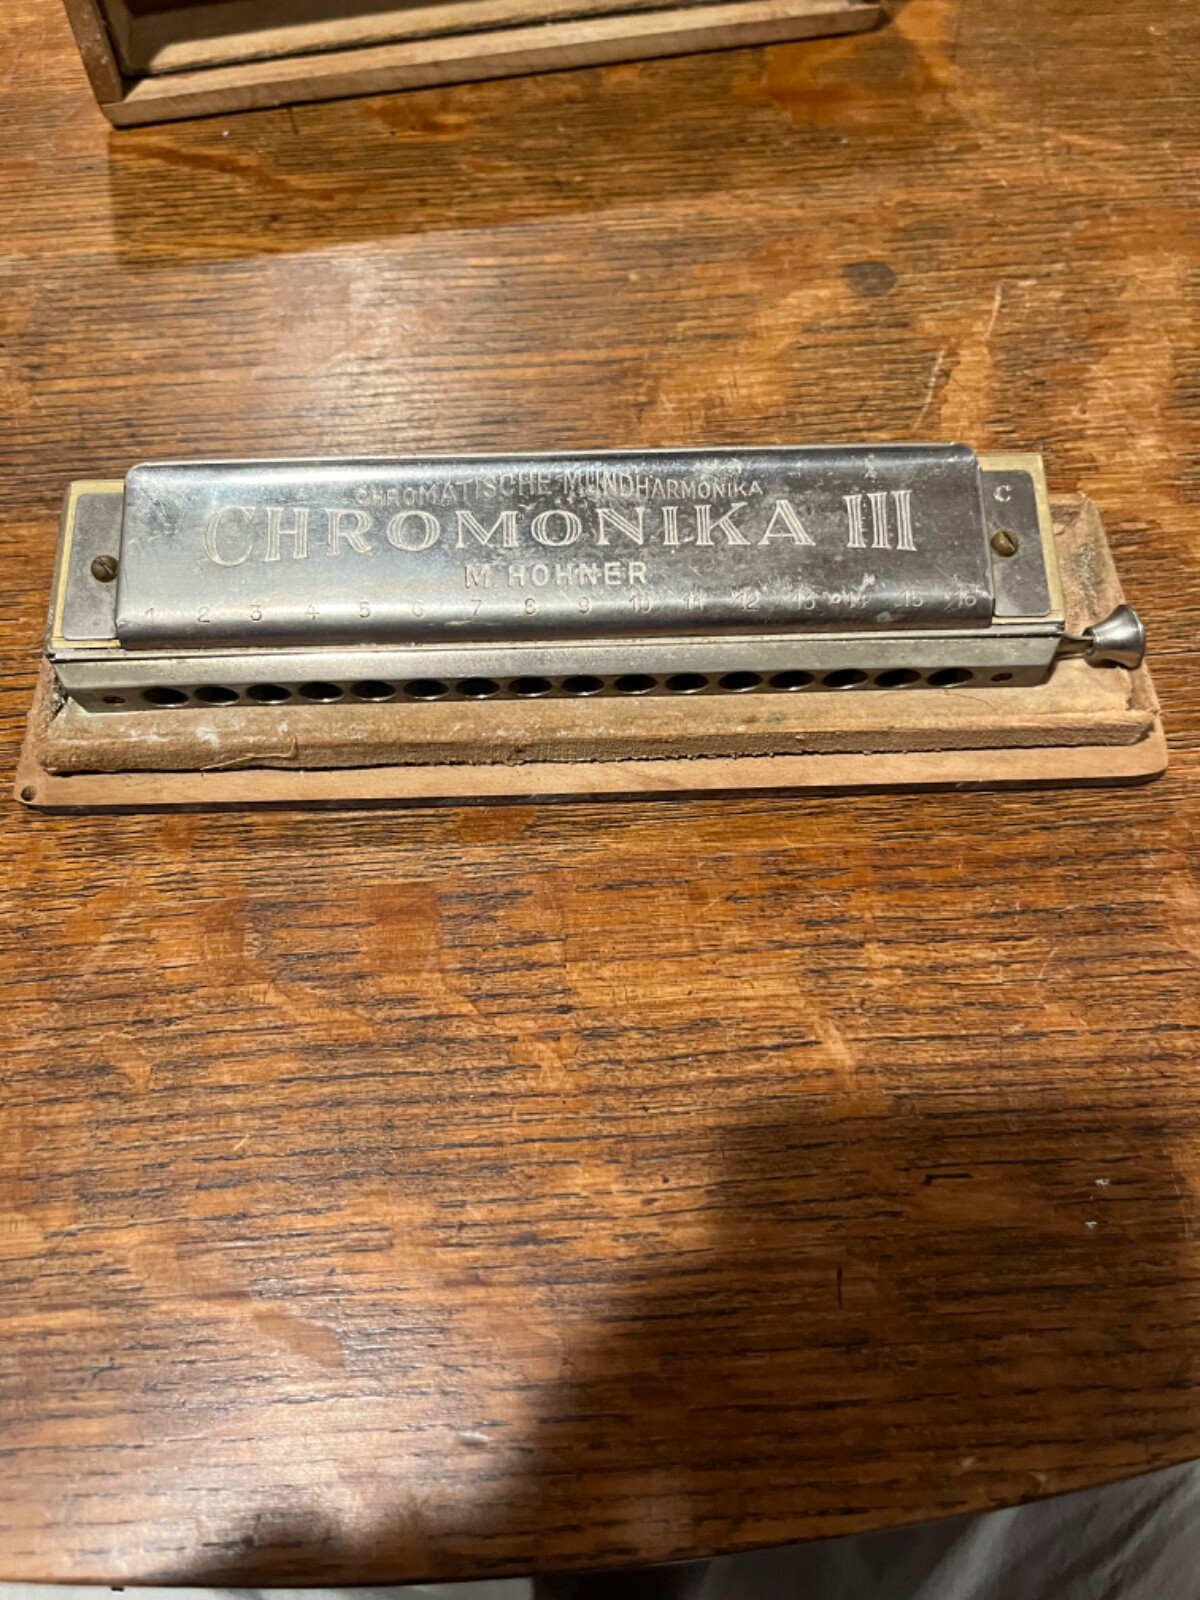 CHROMATISCHE MUNDHARMONIKA
CHROMONIKA III
M. HOHNER
C
1 2 3 4 5 6 7 8 9 10 11 12 13 14 15 16